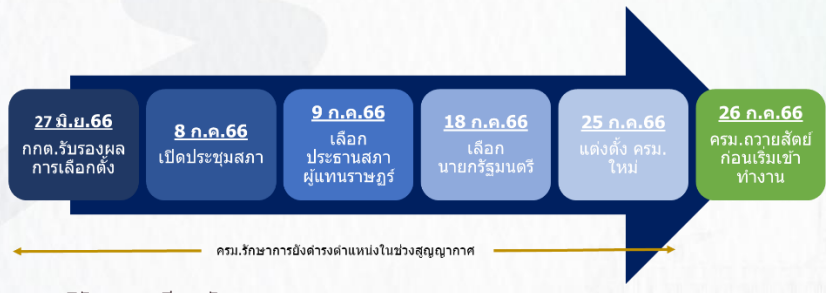 27 มิ.ย.66
กกต.รับรองผล
การเลือกตั้ง
8 ก.ค.66
เปิดประชุมสภา
9 ก.ค.66
เลือก
ประธานสภา
ผู้แทนราษฎร์
18 ก.ค.66
เลือก
นายกรัฐมนตรี
25 ก.ค.66
แต่งตั้ง ครม.
ใหม่
26 ก.ค.66
ครม.ถวายสัตย์
ก่อนเริ่มเข้า
ทำงาน
ครม.รักษาการยังดำรงตำแหน่งในช่วงสูญญากาศ